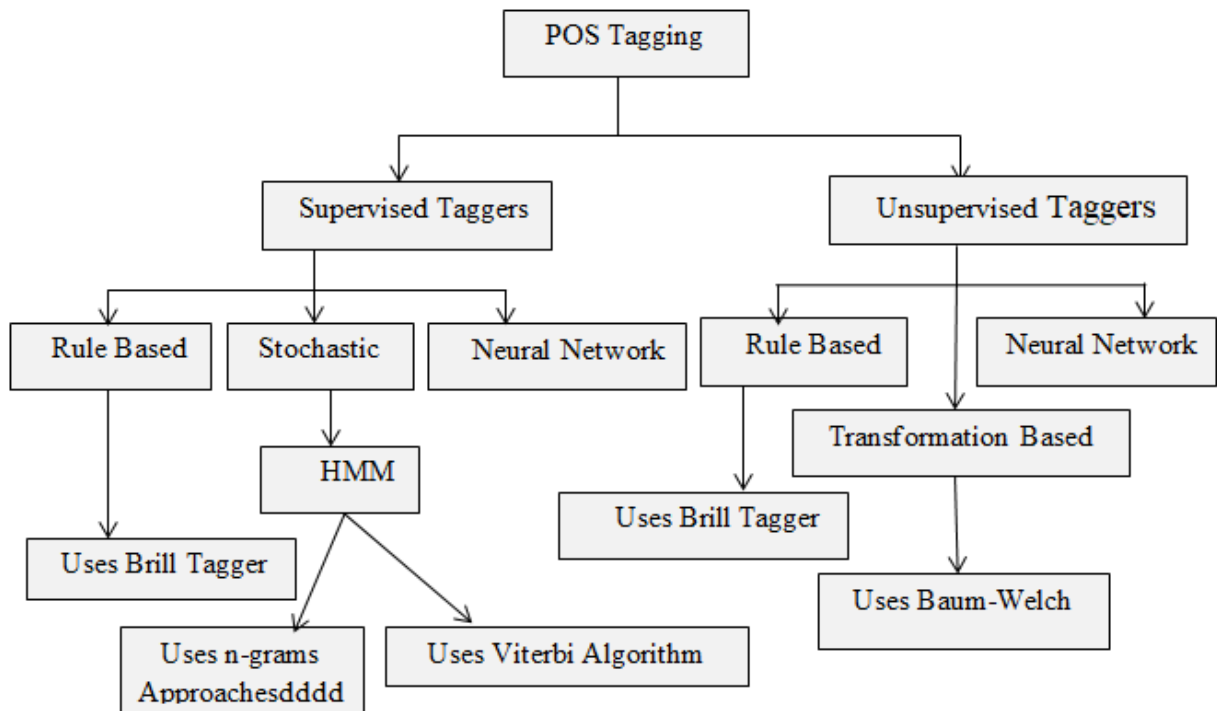 POS Tagging
Supervised Taggers
Unsupervised Taggers
Rule Based
Stochastic
Neural Network
Rule Based
Neural Network
Transformation Based
HMM
Uses Brill Tagger
Uses Brill Tagger
Uses Baum-Welch
Uses n-grams
Approachesdddd
Uses Viterbi Algorithm